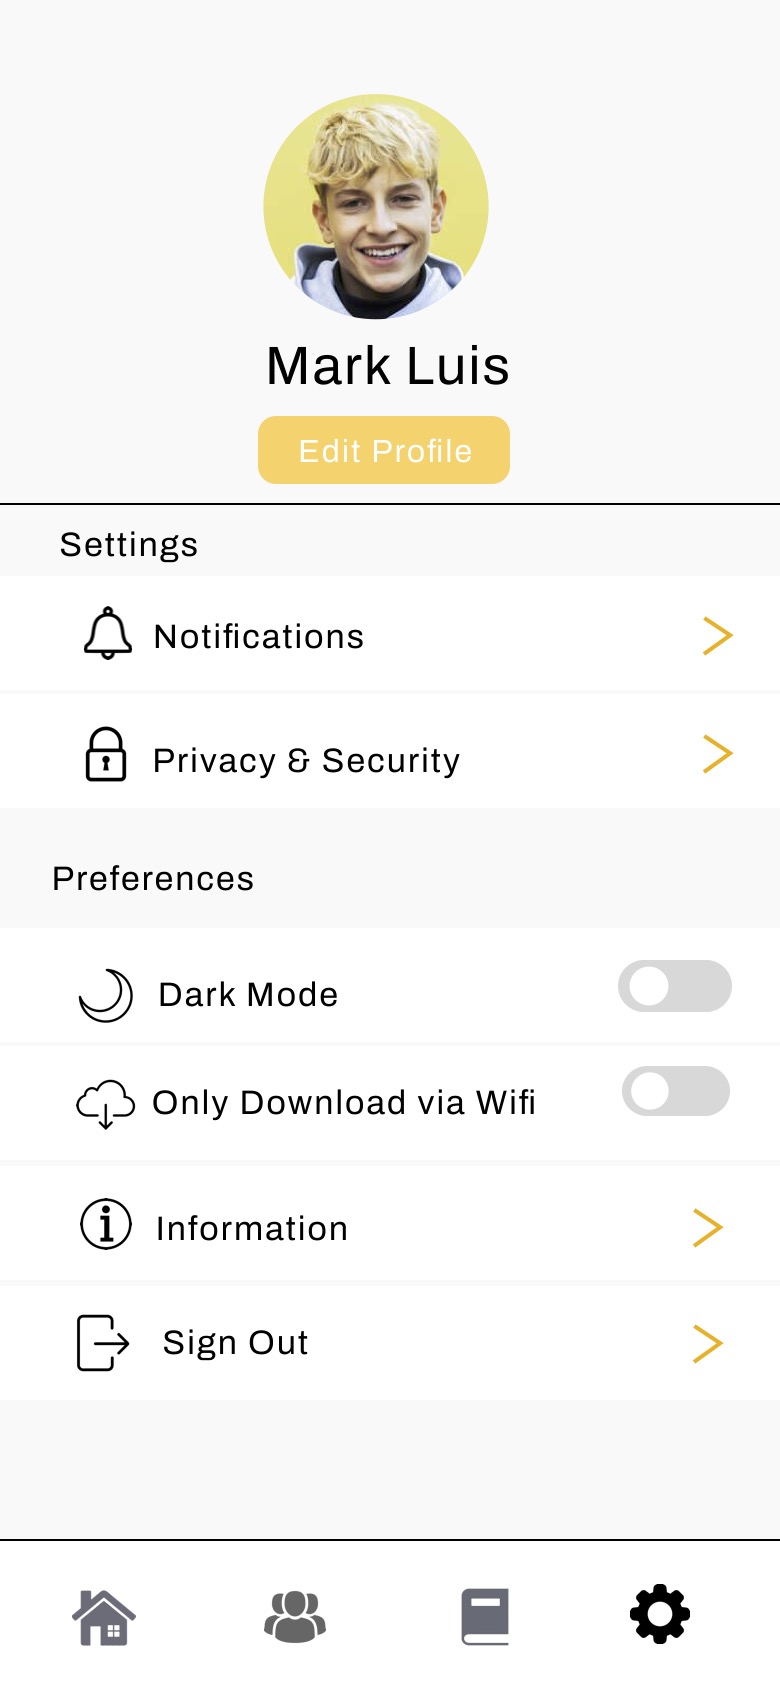 Mark Luis
Edit Profile
Settings
Notifications
Privacy & Security
Preferences
Dark Mode
Only Download via Wifi
Information
Sign Out